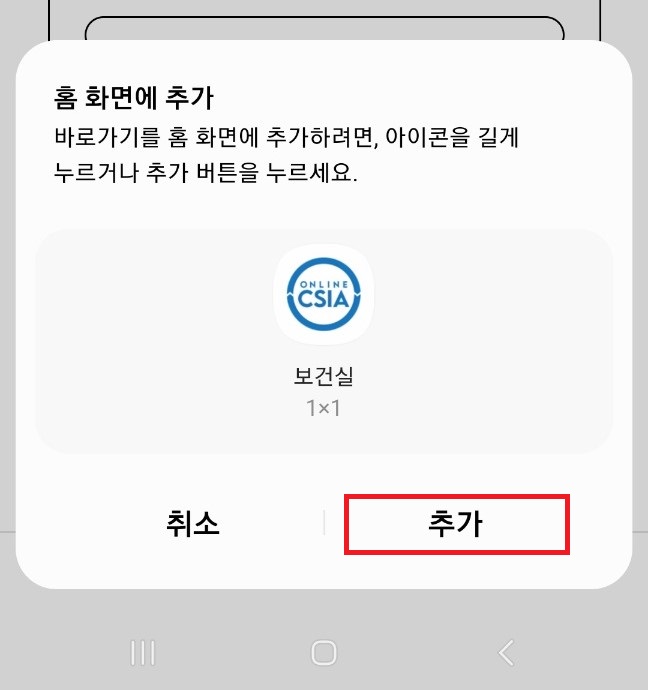 홈 화면에 추가
바로가기를 홈 화면에 추가하려면, 아이콘을 길게
누르거나 추가 버튼을 누르세요.
ONLINE
CSIA
보건실
1×1
취소
추가